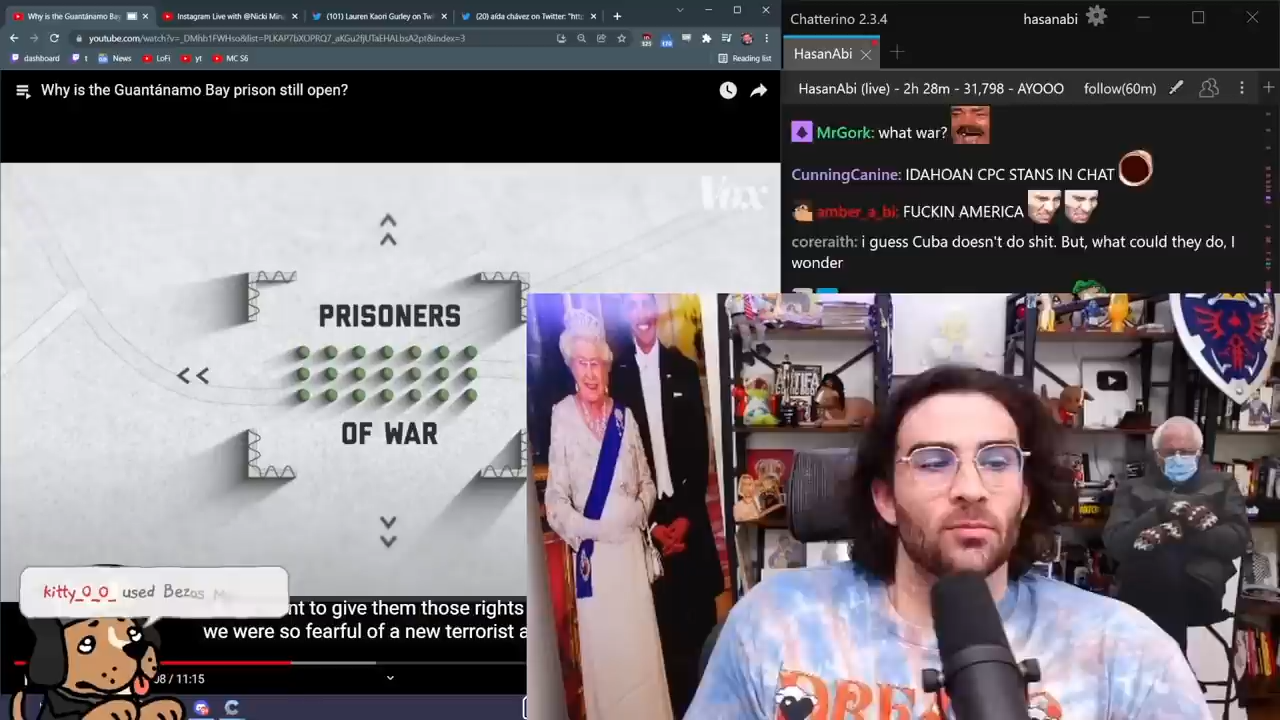 Why is the Guantánamo Bay
Instagram Live with @Nicki Min
(101) Lauren Kaori Gurley on Twi
(20) aída chávez on Twitter: "htt
youtube.com/watch?v=_DMhb1FWHso&list=PLKAP7bXOPRQ7_aKGu2fjUTaEHALbsA2pt&index=3
dashboard
t
News
LoFi
yt
MC S6
Reading list
Why is the Guantánamo Bay prison still open?
Vox
PRISONERS
OF WAR
kitty_0_0_ used Bezos
nt to give them those rights
we were so fearful of a new terrorist a
08 / 11:15
Chatterino 2.3.4
hasanabi
HasanAbi
HasanAbi (live) - 2h 28m - 31,798 - AYOOO
follow(60m)
MrGork: what war?
CunningCanine: IDAHOAN CPC STANS IN CHAT
amber_a_bi: FUCKIN AMERICA
coreraith: i guess Cuba doesn't do shit. But, what could they do, I
wonder
ANTIFA
DREA